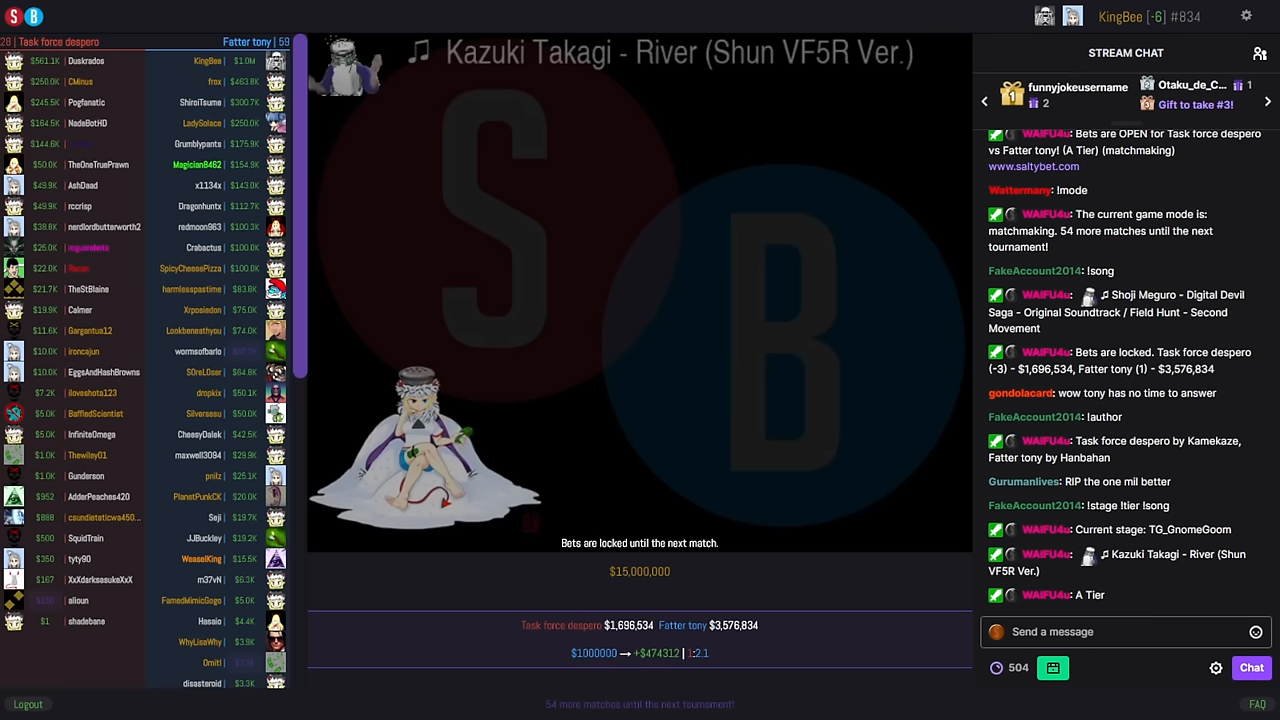 KingBee [-6] #834
28 | Task force despero
Fatter tony | 59
$561.1K | Duskrados
$250.0K | CMinus
$245.5K | Pogfanatic
$164.5K | NadeBotHD
$144.6K |
$50.0K | TheOneTruePrawn
$49.9K | AshDaad
$49.9K | rccrisp
$38.6K | nerdlordbutterworth2
$25.0K |
$22.0K |
$21.7K | TheStBlaine
$19.9K | Calmer
$11.6K | Gargantua12
$10.0K | ironcajun
$10.0K | EggsAndHashBrowns
$7.2K | iloveshota123
$5.0K | BaffledScientist
$5.0K | InfiniteOmega
$1.0K | Thewiley01
$1.0K | Gunderson
$952 | AdderPeaches420
$888 | csundietaticwa450...
$500 | SquidTrain
$350 | tyty90
$167 | XxXdarksasukeXxX
| alioun
$1 | shadebane
KingBee | $1.0M
frox | $463.8K
ShiroiTsume | $300.7K
LadySolace | $250.0K
Grumblypants | $175.9K
Magician8462 | $154.9K
x1134x | $143.0K
Dragonhuntx | $112.7K
redmoon963 | $100.3K
Crabactus | $100.0K
SpicyCheesePizza | $100.0K
harmlesspastime | $83.8K
Xrposiedon | $75.0K
Lookbeneathyou | $74.0K
wormsofbarlo |
S0reL0ser | $64.8K
dropkix | $50.1K
Silversesu | $50.0K
CheesyDalek | $42.5K
maxwell3094 | $29.9K
pnilz | $25.1K
PlanetPunkCK | $20.0K
Seji | $19.7K
JJBuckley | $19.2K
WeaselKing | $15.5K
m37vN | $6.3K
FamedMimicGogo | $5.0K
Hasaio | $4.4K
WhyLisaWhy | $3.9K
Omitl |
disasteroid | $3.3K
♫ Kazuki Takagi - River (Shun VF5R Ver.)
S
B
Bets are locked until the next match.
$15,000,000
Task force despero $1,696,534 Fatter tony $3,576,834
$1000000 → +$474312 | 1:2.1
54 more matches until the next tournament!
Logout
FAQ
STREAM CHAT
1
funnyjokeusername
2
Otaku_de_C... 1
Gift to take #3!
WAIFU4u: Bets are OPEN for Task force despero
vs Fatter tony! (A Tier) (matchmaking)
www.saltybet.com
Wattermany: !mode
WAIFU4u: The current game mode is:
matchmaking. 54 more matches until the next
tournament!
FakeAccount2014: !song
WAIFU4u: ♫ Shoji Meguro - Digital Devil
Saga - Original Soundtrack / Field Hunt - Second
Movement
WAIFU4u: Bets are locked. Task force despero
(-3) - $1,696,534, Fatter tony (1) - $3,576,834
gondolacard: wow tony has no time to answer
FakeAccount2014: !author
WAIFU4u: Task force despero by Kamekaze,
Fatter tony by Hanbahan
Gurumanlives: RIP the one mil better
FakeAccount2014: !stage !tier !song
WAIFU4u: Current stage: TG_GnomeGoom
WAIFU4u: ♫ Kazuki Takagi - River (Shun
VF5R Ver.)
WAIFU4u: A Tier
Send a message
504
Chat